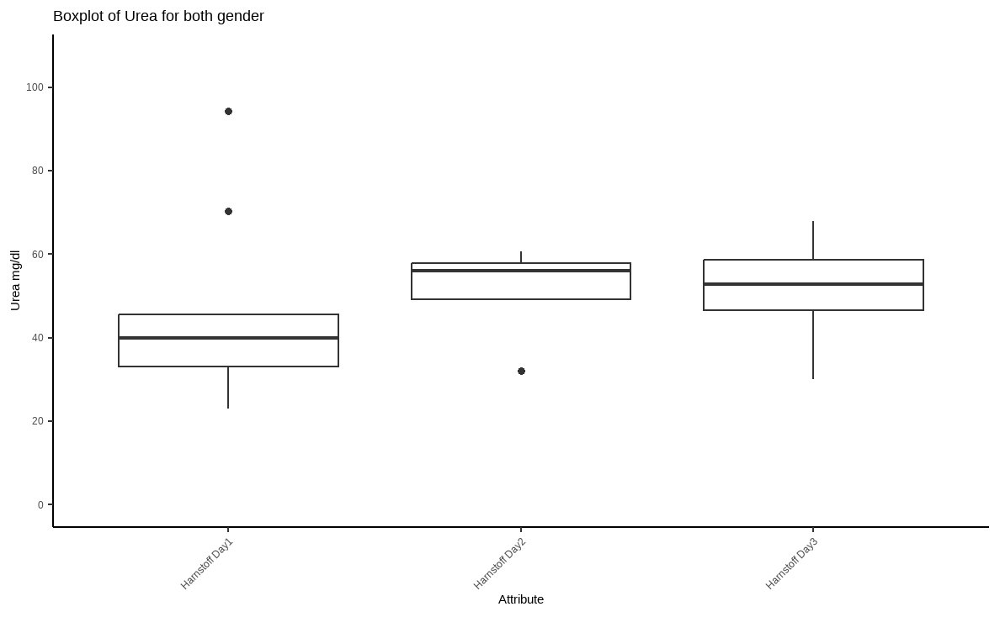 Boxplot of Urea for both gender
100
80
60
40
20
0
Urea mg/dl
Harnstoff Day1
Harnstoff Day2
Harnstoff Day3
Attribute